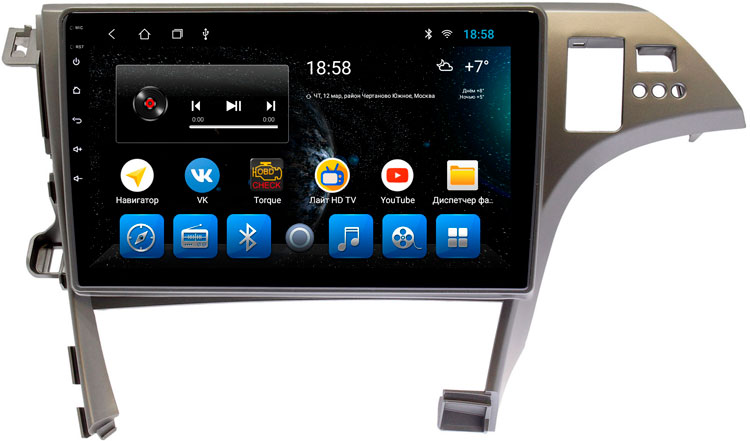 MIC
18:58
RST
18:58
+7°
ЧТ, 12 мар, район Чертаново Южное, Москва
Днём +8°
Ночью +5°
0:00
0:00
OBD
CHECK
Навигатор
VK
Torque
Лайт HD TV
YouTube
Диспетчер фа..